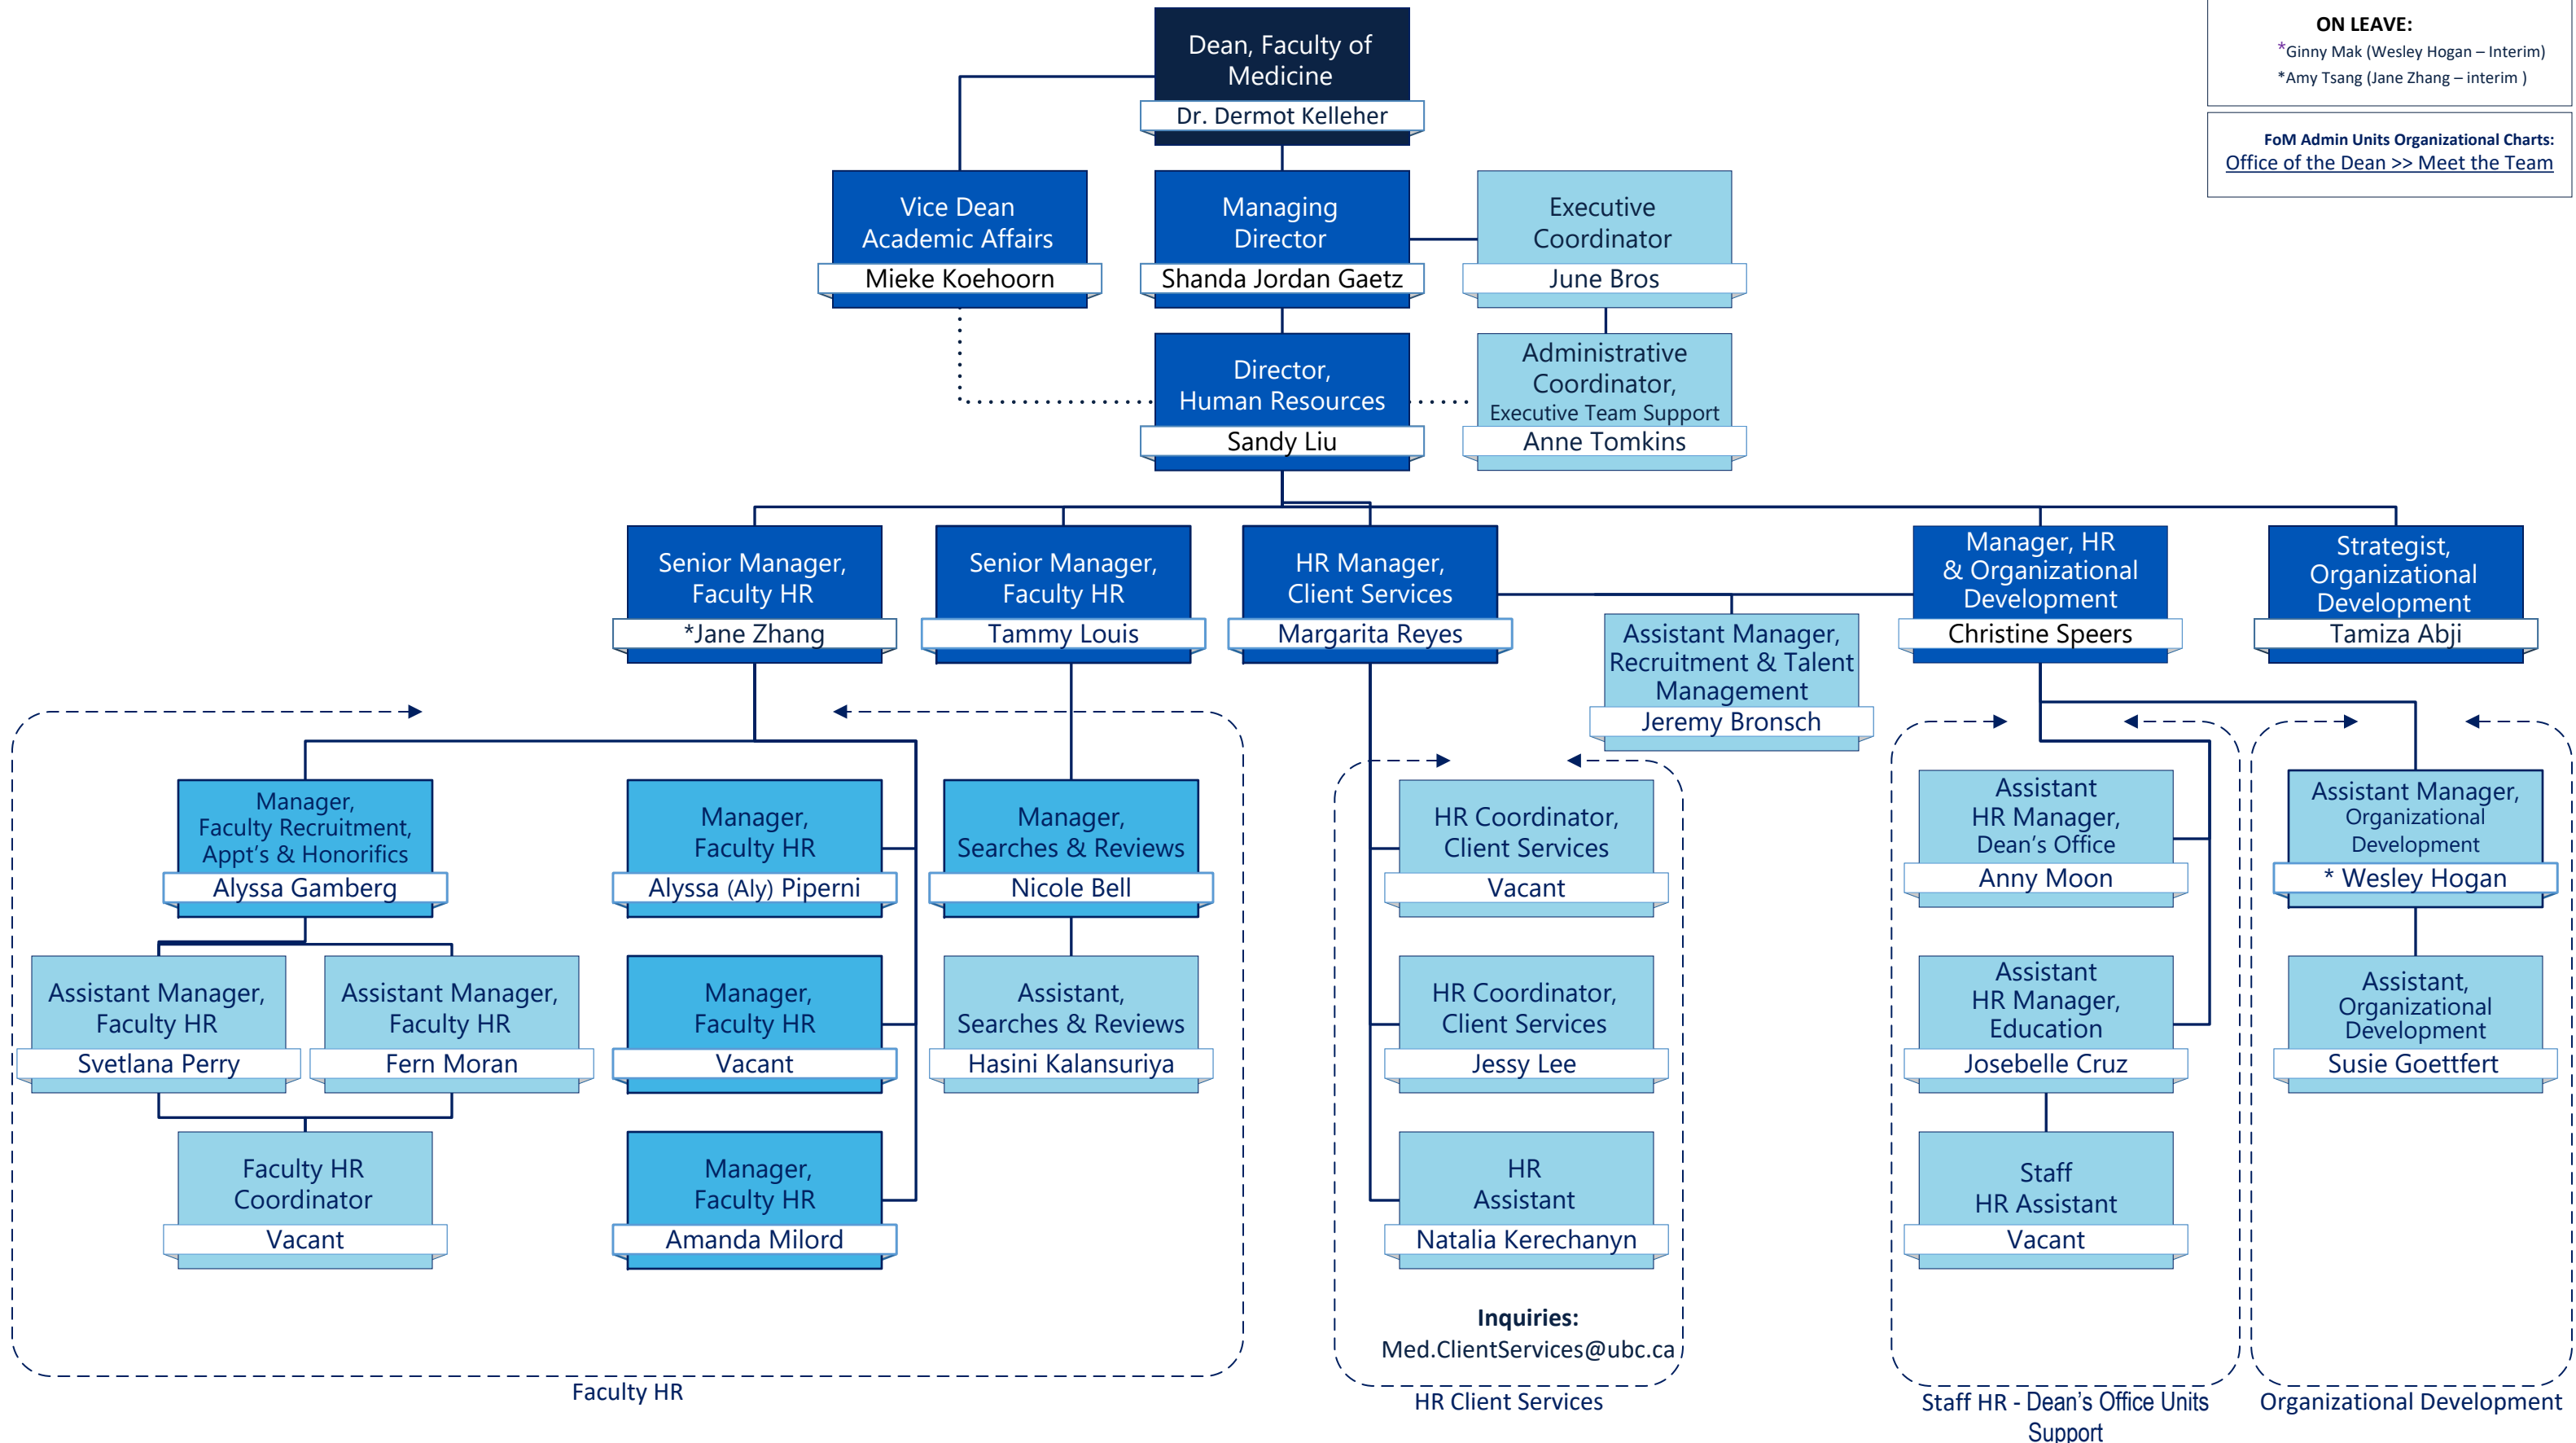 ON LEAVE:
*Ginny Mak (Wesley Hogan – Interim)
*Amy Tsang (Jane Zhang – interim )
FoM Admin Units Organizational Charts:
Office of the Dean >> Meet the Team
Dean, Faculty of
Medicine
Dr. Dermot Kelleher
Vice Dean
Academic Affairs
Mieke Koehoorn
Managing
Director
Shanda Jordan Gaetz
Executive
Coordinator
June Bros
Director,
Human Resources
Sandy Liu
Administrative
Coordinator,
Executive Team Support
Anne Tomkins
Senior Manager,
Faculty HR
*Jane Zhang
Senior Manager,
Faculty HR
Tammy Louis
HR Manager,
Client Services
Margarita Reyes
Manager, HR
& Organizational
Development
Christine Speers
Strategist,
Organizational
Development
Tamiza Abji
Assistant Manager,
Recruitment & Talent
Management
Jeremy Bronsch
Manager,
Faculty Recruitment,
Appt's & Honorifics
Alyssa Gamberg
Manager,
Faculty HR
Alyssa (Aly) Piperni
Manager,
Searches & Reviews
Nicole Bell
HR Coordinator,
Client Services
Vacant
Assistant
HR Manager,
Dean’s Office
Anny Moon
Assistant Manager,
Organizational
Development
* Wesley Hogan
Assistant Manager,
Faculty HR
Svetlana Perry
Assistant Manager,
Faculty HR
Fern Moran
Manager,
Faculty HR
Vacant
Assistant,
Searches & Reviews
Hasini Kalansuriya
HR Coordinator,
Client Services
Jessy Lee
Assistant
HR Manager,
Education
Josebelle Cruz
Assistant,
Organizational
Development
Susie Goettfert
Faculty HR
Coordinator
Vacant
Manager,
Faculty HR
Amanda Milord
HR
Assistant
Natalia Kerechanyn
Staff
HR Assistant
Vacant
Inquiries:
Med.ClientServices@ubc.ca
Faculty HR
HR Client Services
Staff HR - Dean’s Office Units
Support
Organizational Development